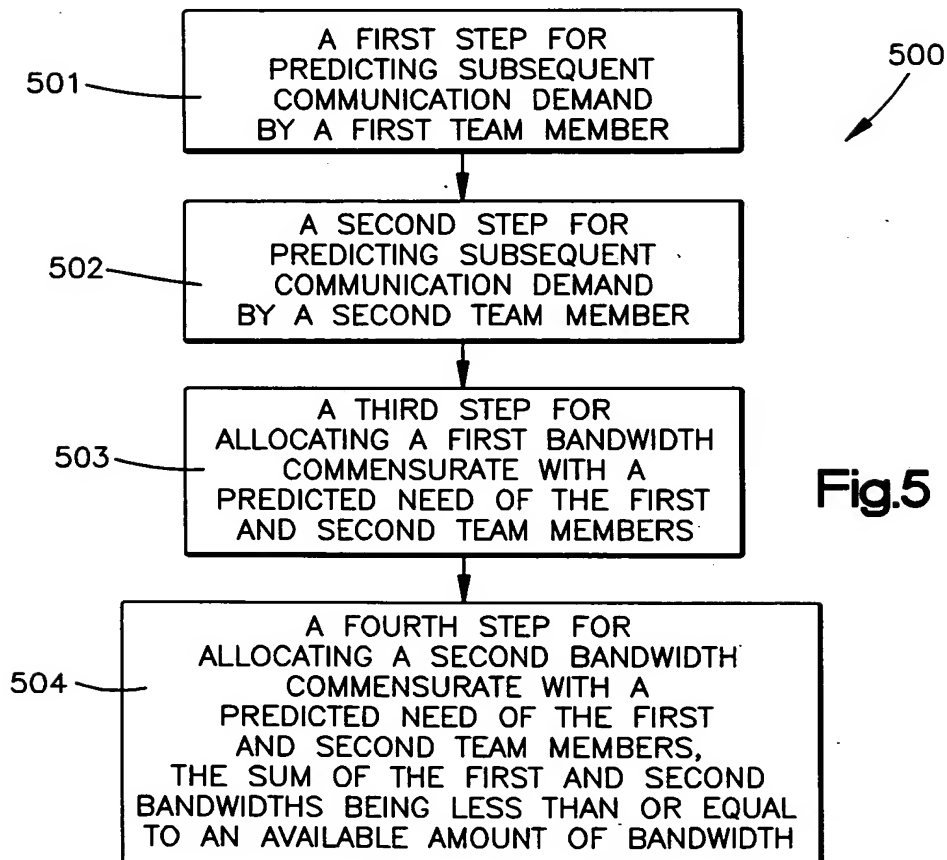 A FIRST STEP FOR
PREDICTING SUBSEQUENT
COMMUNICATION DEMAND
BY A FIRST TEAM MEMBER
501
500
A SECOND STEP FOR
PREDICTING SUBSEQUENT
COMMUNICATION DEMAND
BY A SECOND TEAM MEMBER
502
A THIRD STEP FOR
ALLOCATING A FIRST BANDWIDTH
COMMENSURATE WITH A
PREDICTED NEED OF THE FIRST
AND SECOND TEAM MEMBERS
503
Fig.5
A FOURTH STEP FOR
ALLOCATING A SECOND BANDWIDTH
COMMENSURATE WITH A
PREDICTED NEED OF THE FIRST
AND SECOND TEAM MEMBERS,
THE SUM OF THE FIRST AND SECOND
BANDWIDTHS BEING LESS THAN OR EQUAL
TO AN AVAILABLE AMOUNT OF BANDWIDTH
504